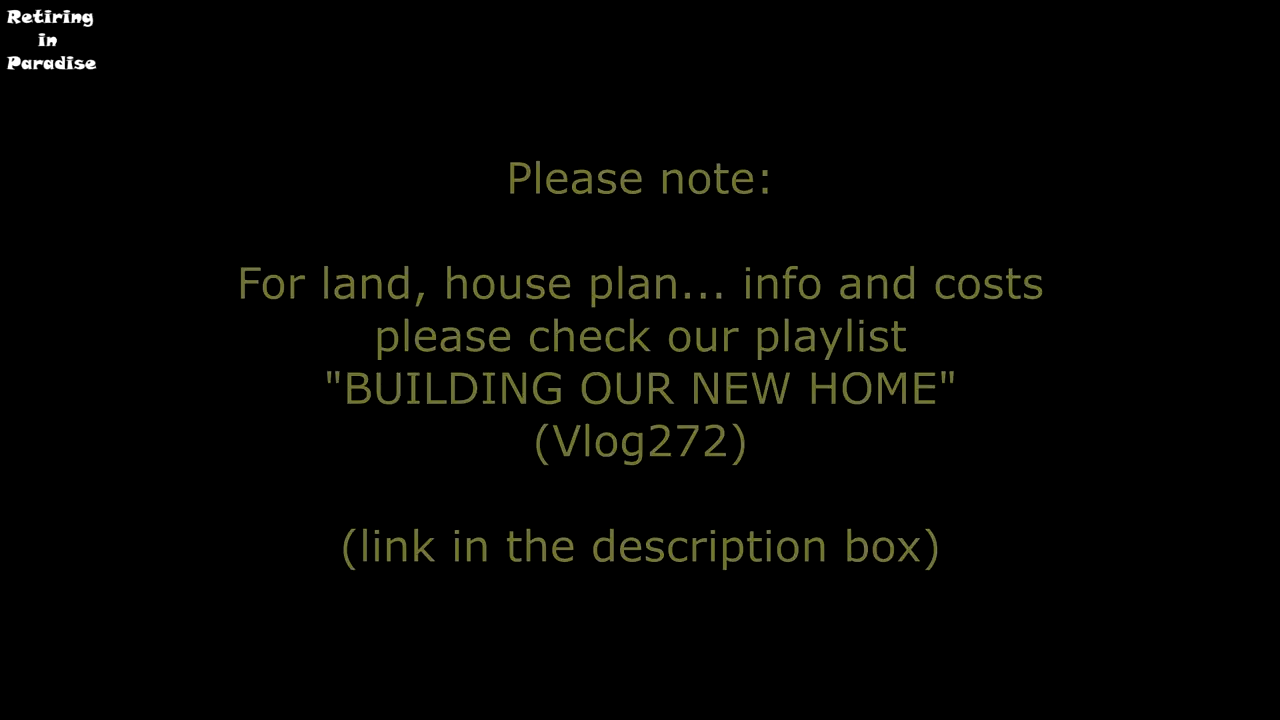 Retiring
in
Paradise
Please note:
For land, house plan... info and costs
please check our playlist
"BUILDING OUR NEW HOME"
(Vlog272)
(link in the description box)